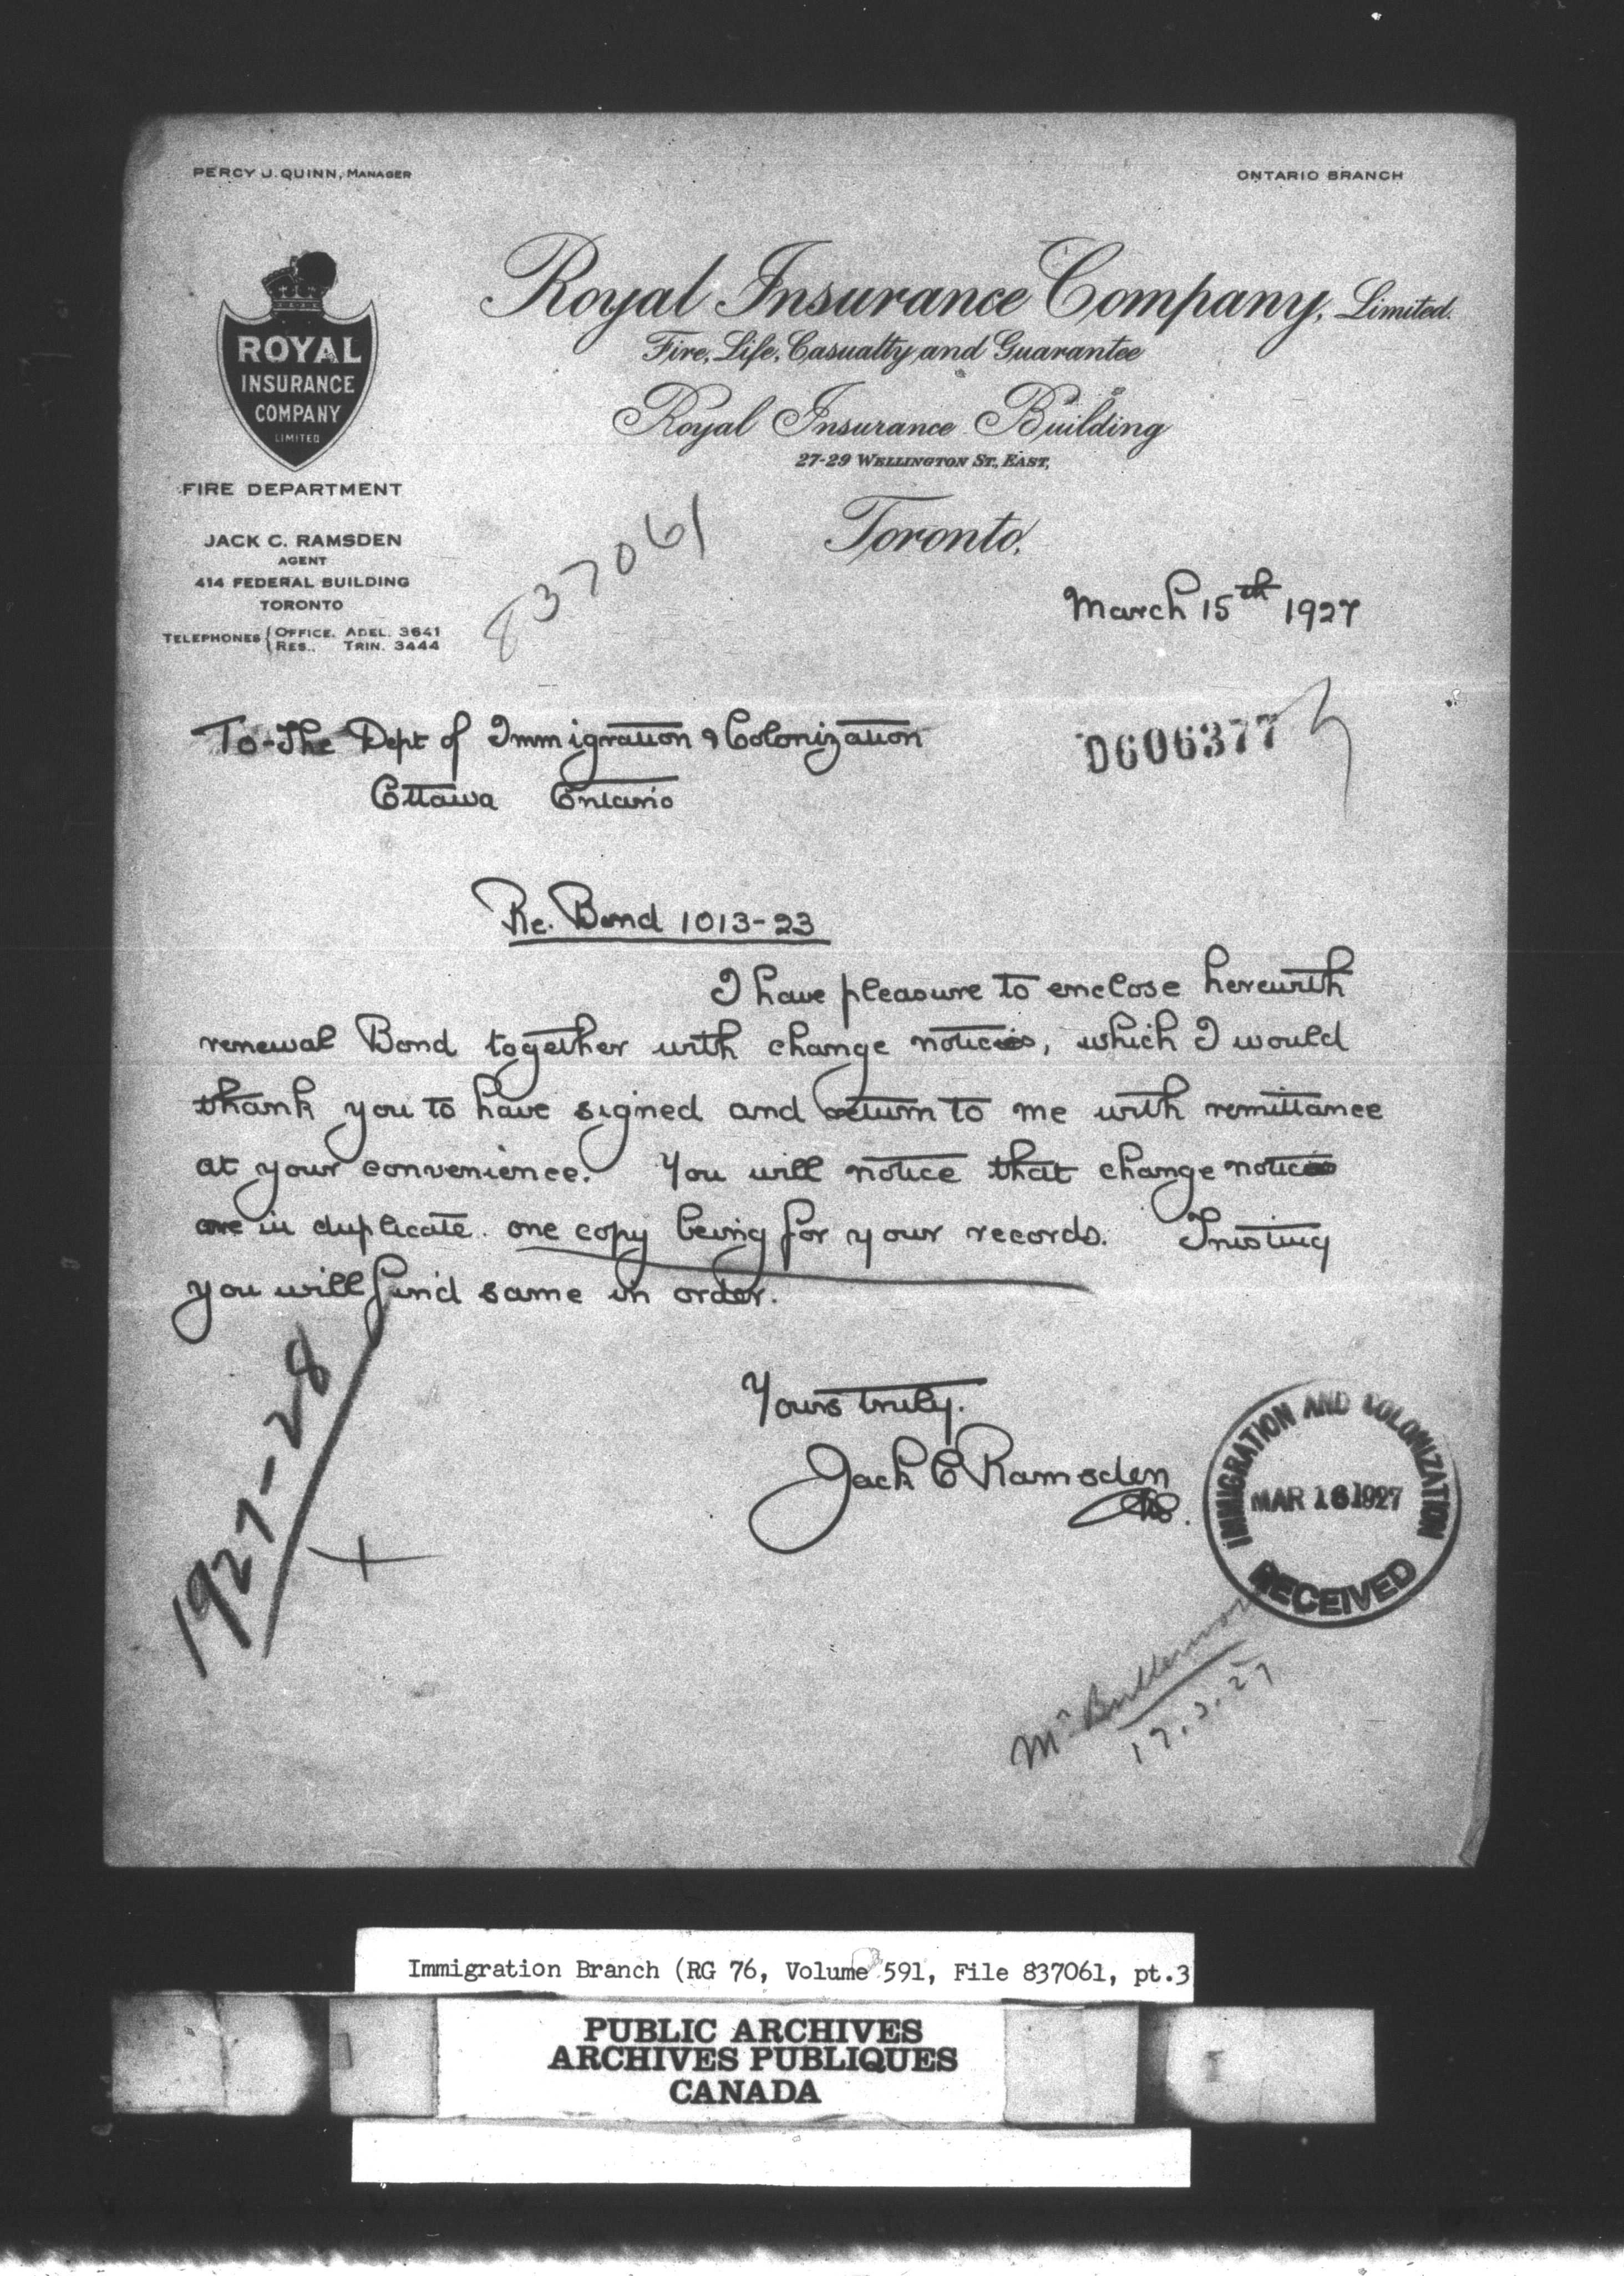 PERCY J. QUINN, MANAGER
ONTARIO BRANCH
ROYAL
INSURANCE
COMPANY
LIMITED
FIRE DEPARTMENT
JACK C. RAMSDEN
AGENT
414 FEDERAL BUILDING
TORONTO
TELEPHONES { OFFICE. ADEL. 3641
RES.. TRIN. 3444
Royal Insurance Company, Limited.
Fire, Life, Casualty and Guarantee
Royal Insurance Building
27-29 WELLINGTON ST., EAST,
Toronto,
837061
March 15th 1927
To-The Dept of Immigration & Colonization
Ottawa Ontario
D606377
Re. Bond 1013-23
I have pleasure to enclose herewith
renewal Bond together with change notices, which I would
thank you to have signed and return to me with remittance
at your convenience. You will notice that change notices
are in duplicate. one copy being for your records. Trusting
you will find same in order.
Yours truly.
Jack C Ramsden
1927-28
IMMIGRATION AND COLONIZATION
MAR 16 1927
RECEIVED
Mr
17.3.27
Immigration Branch (RG 76, Volume 591, File 837061, pt.3
PUBLIC ARCHIVES
ARCHIVES PUBLIQUES
CANADA